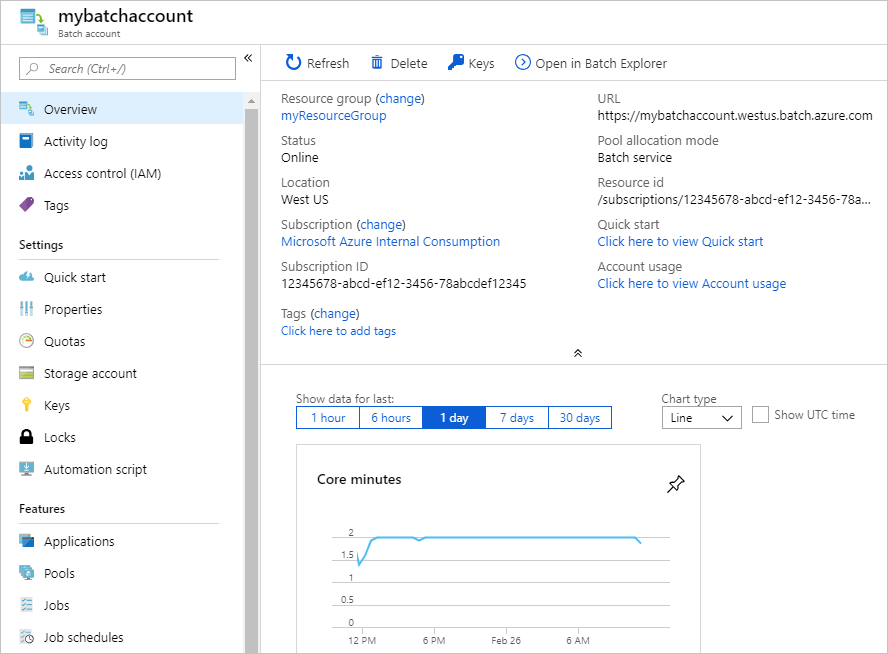 mybatchaccount
Batch account
Search (Ctrl+/)
«
Overview
Activity log
Access control (IAM)
Tags
Settings
Quick start
Properties
Quotas
Storage account
Keys
Locks
Automation script
Features
Applications
Pools
Jobs
Job schedules
Refresh Delete Keys Open in Batch Explorer
Resource group (change)
myResourceGroup
Status
Online
Location
West US
Subscription (change)
Microsoft Azure Internal Consumption
Subscription ID
12345678-abcd-ef12-3456-78abcdef12345
Tags (change)
Click here to add tags
URL
https://mybatchaccount.westus.batch.azure.com
Pool allocation mode
Batch service
Resource id
/subscriptions/12345678-abcd-ef12-3456-78a...
Quick start
Click here to view Quick start
Account usage
Click here to view Account usage
Show data for last:
1 hour 6 hours 1 day 7 days 30 days
Chart type
Line
Show UTC time
Core minutes
2
1.5
1
0.5
0
12 PM 6 PM Feb 26 6 AM